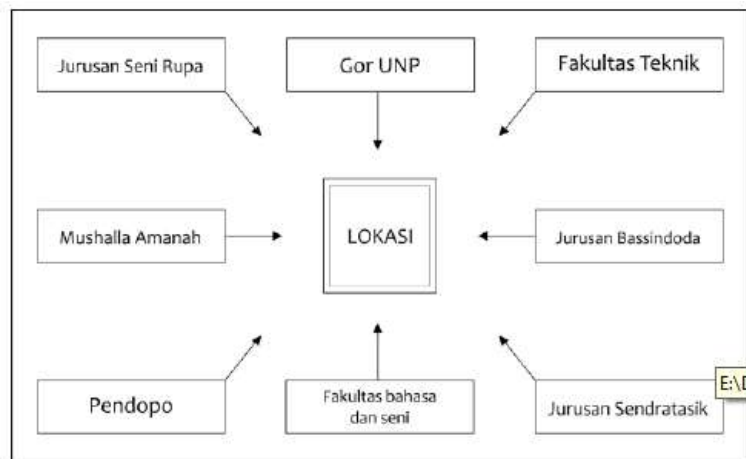 Jurusan Seni Rupa
Gor UNP
Fakultas Teknik
Mushalla Amanah
LOKASI
Jurusan Bassindoda
Pendopo
Fakultas bahasa
dan seni
Jurusan Sendratasik